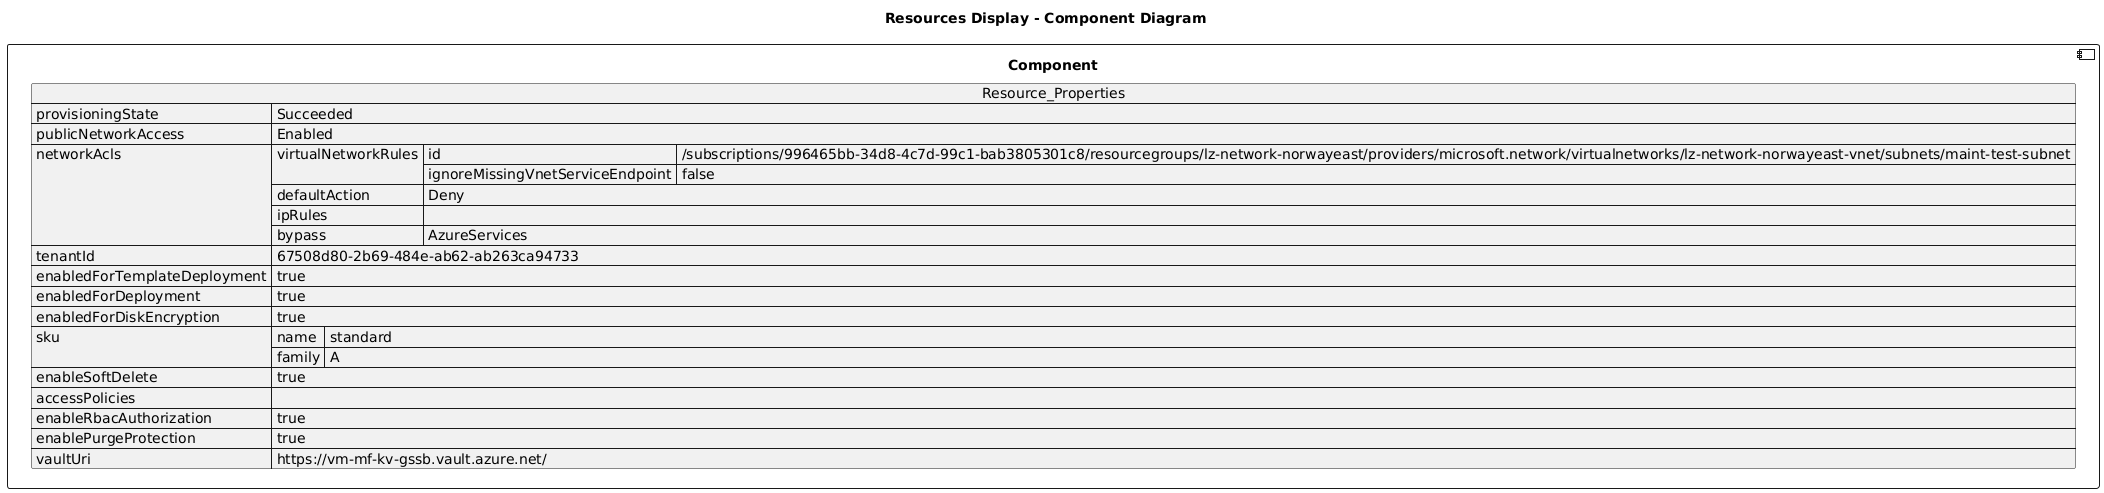 Resources Display - Component Diagram
Component
Resource_Properties
provisioningState Succeeded
publicNetworkAccess Enabled
networkAcls virtualNetworkRules id /subscriptions/996465bb-34d8-4c7d-99c1-bab3805301c8/resourcegroups/lz-network-norwayeast/providers/microsoft.network/virtualnetworks/lz-network-norwayeast-vnet/subnets/maint-test-subnet
ignoreMissingVnetServiceEndpoint false
defaultAction Deny
ipRules
bypass AzureServices
tenantId 67508d80-2b69-484e-ab62-ab263ca94733
enabledForTemplateDeployment true
enabledForDeployment true
enabledForDiskEncryption true
sku name standard
family A
enableSoftDelete true
accessPolicies
enableRbacAuthorization true
enablePurgeProtection true
vaultUri https://vm-mf-kv-gssb.vault.azure.net/